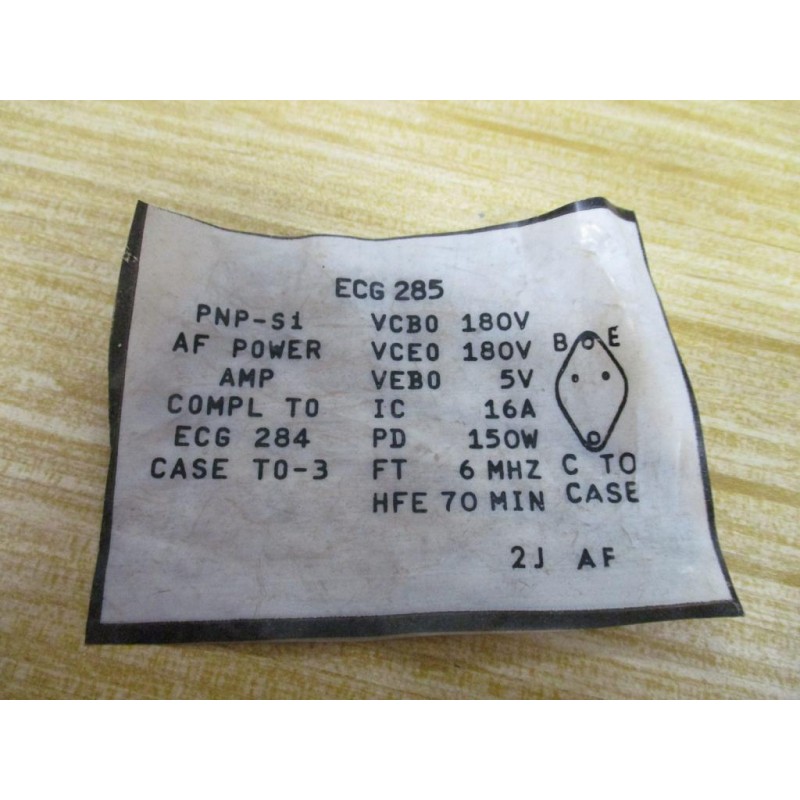 ECG 285
PNP-S1 VCBO 180V
AF POWER VCEO 180V B E
AMP VEBO 5V
COMPL TO IC 16A
ECG 284 PD 150W
CASE TO-3 FT 6 MHZ C TO
HFE 70 MIN CASE
2J AF